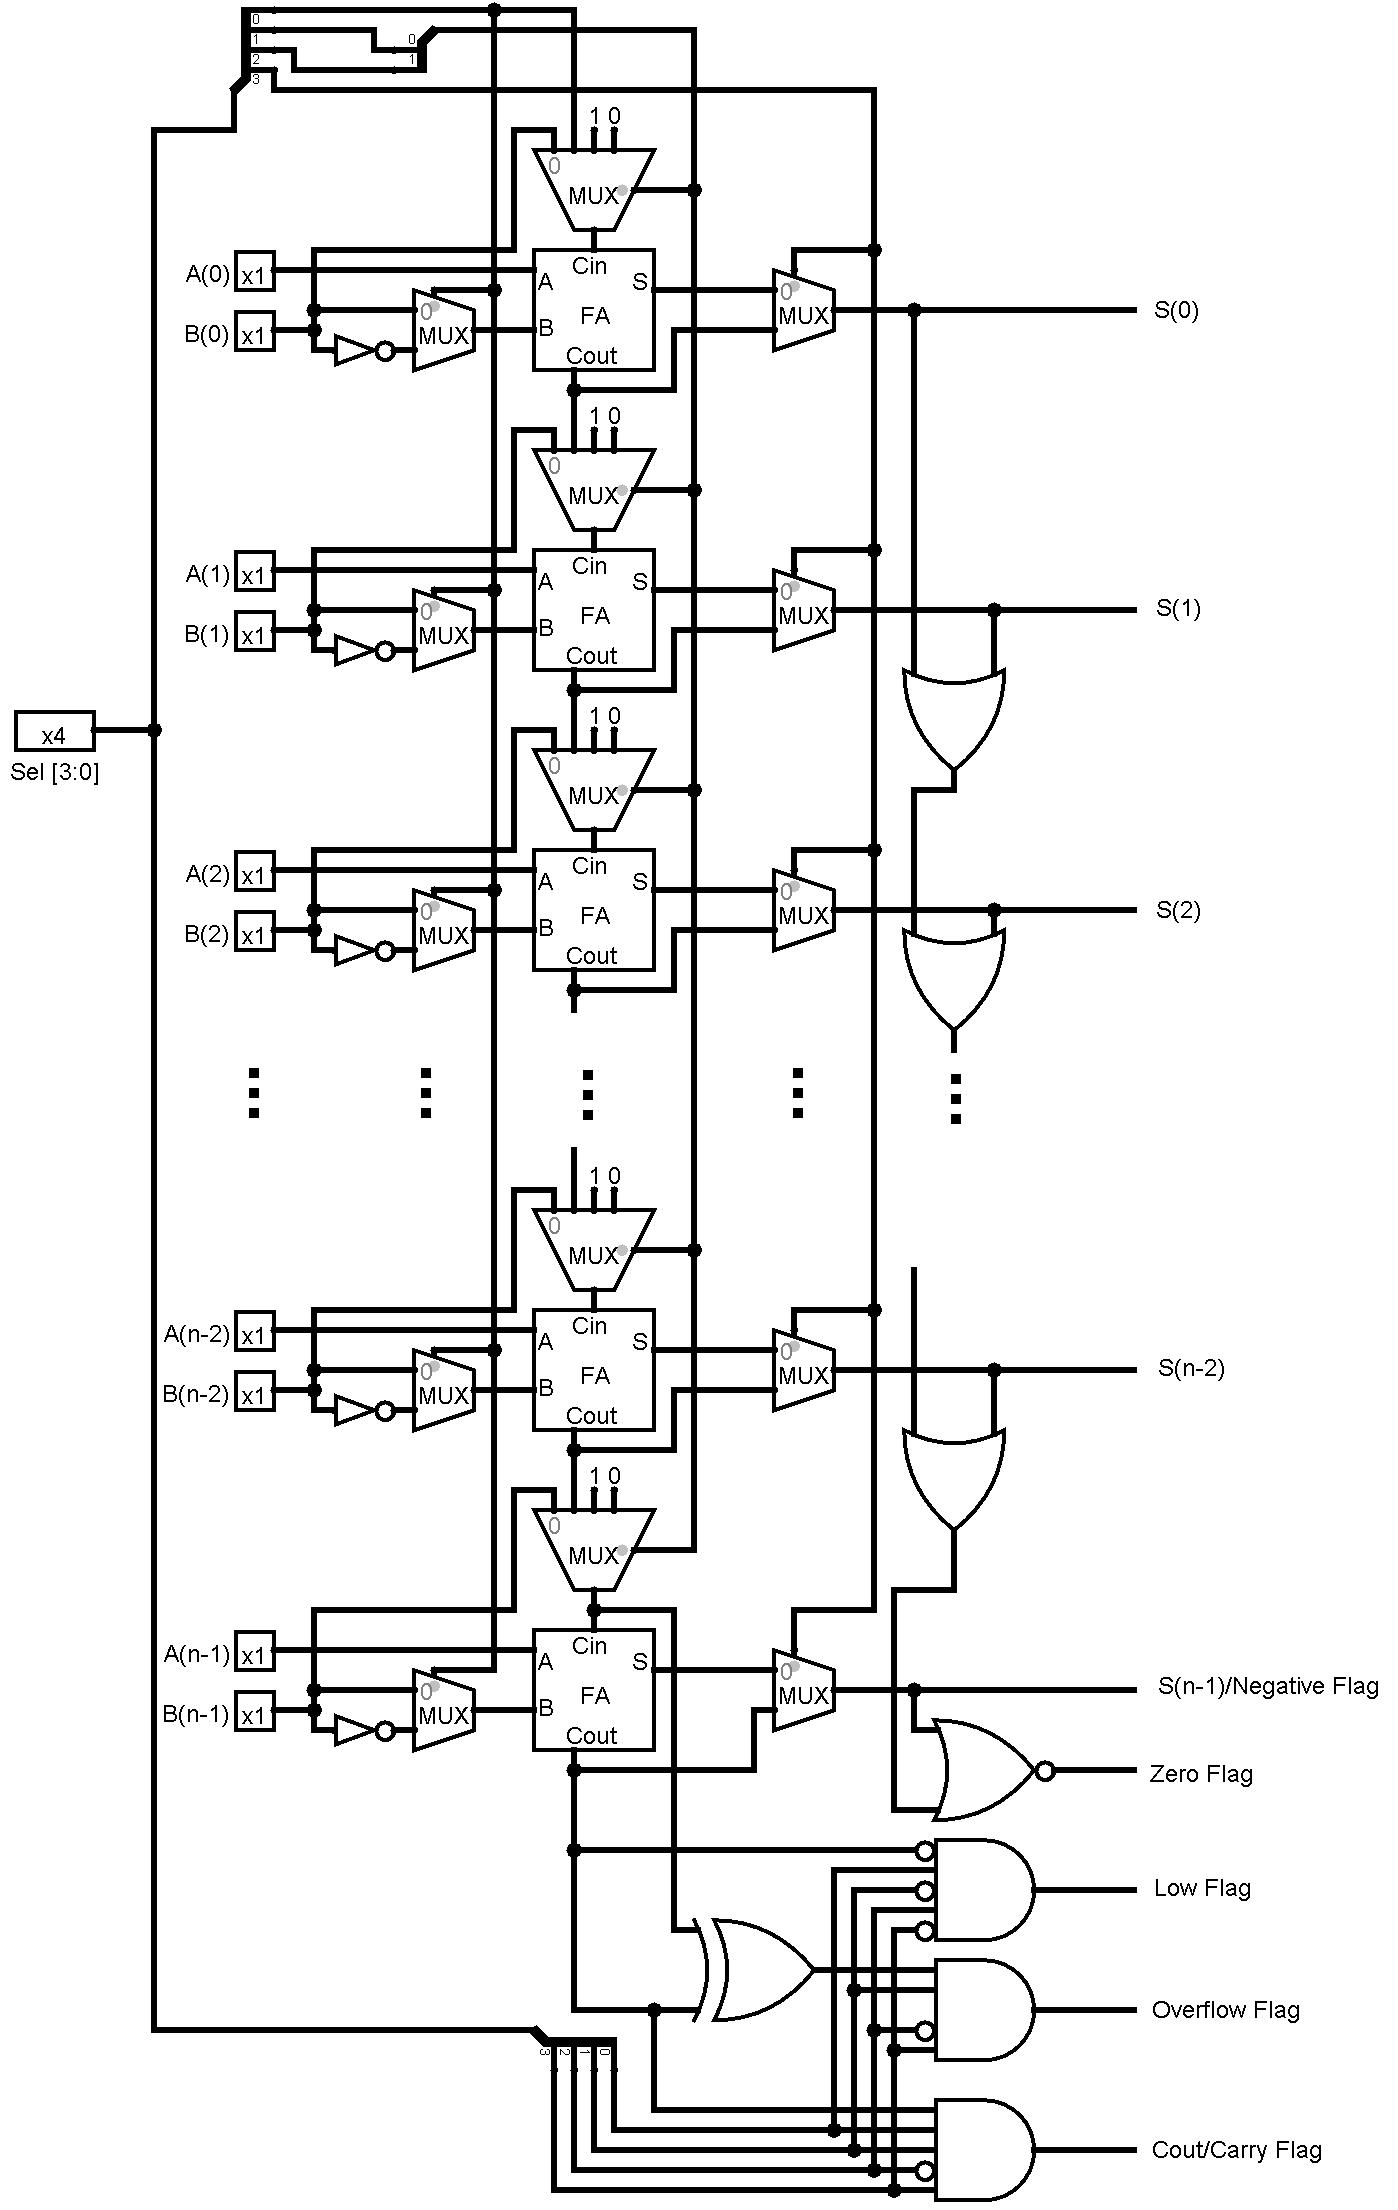 0
1
2
3
0
1
1 0
0
MUX
A(0) x1
B(0) x1
Cin
A
S
FA
B
Cout
0
MUX
0
MUX
S(0)
1 0
0
MUX
A(1) x1
B(1) x1
Cin
A
S
FA
B
Cout
0
MUX
0
MUX
S(1)
x4
Sel [3:0]
1 0
0
MUX
A(2) x1
B(2) x1
Cin
A
S
FA
B
Cout
0
MUX
0
MUX
S(2)
1 0
0
MUX
A(n-2) x1
B(n-2) x1
Cin
A
S
FA
B
Cout
0
MUX
0
MUX
S(n-2)
1 0
0
MUX
A(n-1) x1
B(n-1) x1
Cin
A
S
FA
B
Cout
0
MUX
0
MUX
S(n-1)/Negative Flag
Zero Flag
Low Flag
Overflow Flag
3 2 1 0
Cout/Carry Flag